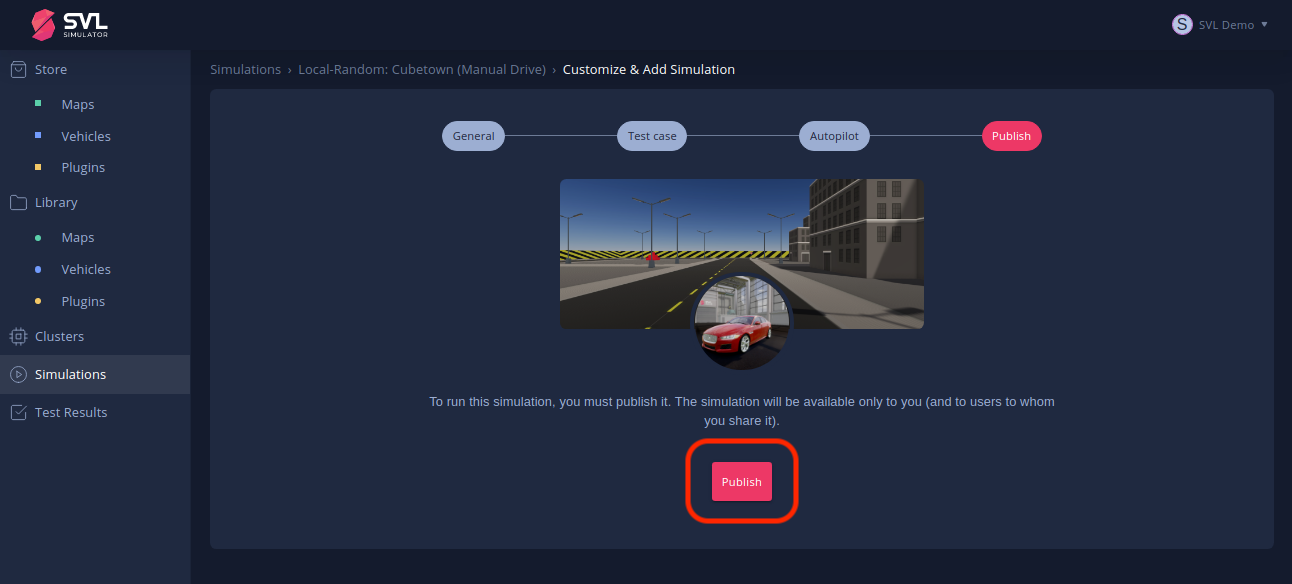 SVL
SIMULATOR
S SVL Demo
Store
Maps
Vehicles
Plugins
Library
Maps
Vehicles
Plugins
Clusters
Simulations
Test Results
Simulations › Local-Random: Cubetown (Manual Drive) › Customize & Add Simulation
General Test case Autopilot Publish
To run this simulation, you must publish it. The simulation will be available only to you (and to users to whom
you share it).
Publish